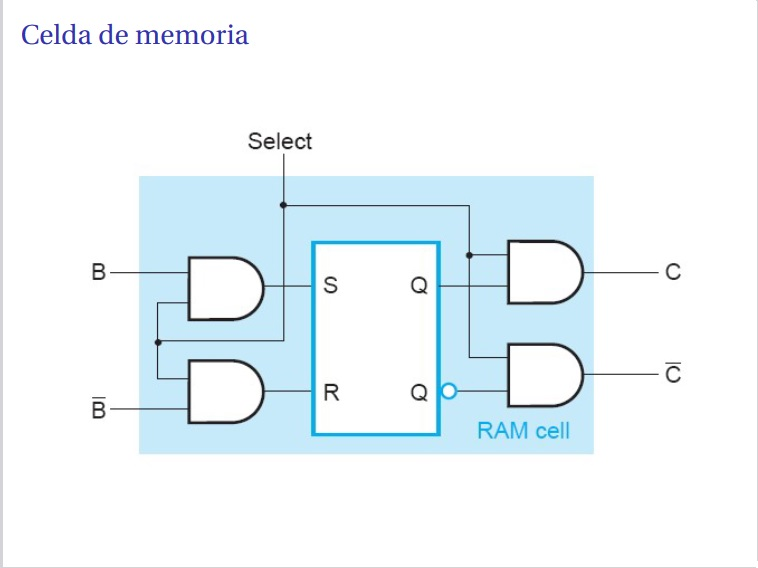 Celda de memoria
Select
B
S
Q
C
R
Q
B̅
C̅
RAM cell